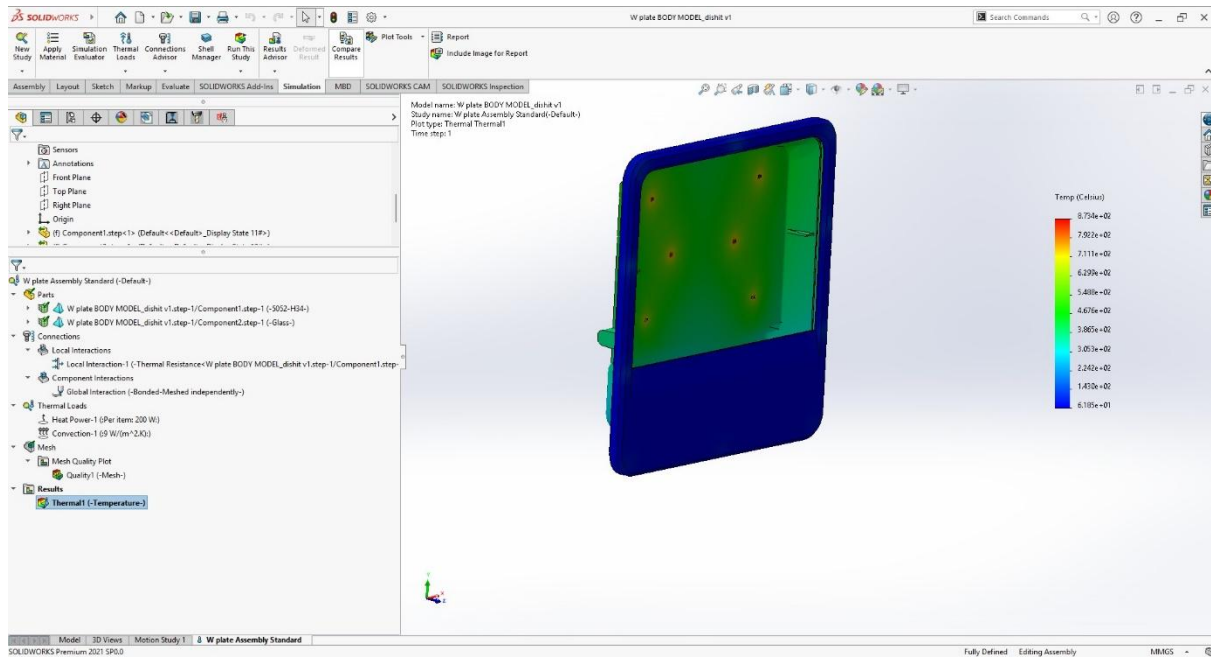 SOLIDWORKS
W plate BODY MODEL_dishit v1
Search Commands
New Study
Apply Material
Simulation Evaluator
Thermal Loads
Connections Advisor
Shell Manager
Run This Study
Results Advisor
Deformed Result
Compare Results
Plot Tools
Report
Include Image for Report
Assembly Layout Sketch Markup Evaluate SOLIDWORKS Add-Ins Simulation MBD SOLIDWORKS CAM SOLIDWORKS Inspection
Model name: W plate BODY MODEL_dishit v1
Study name: W plate Assembly Standard(-Default-)
Plot type: Thermal Thermal1
Time step: 1
Sensors
Annotations
Front Plane
Top Plane
Right Plane
Origin
(f) Component1.step<1> (Default<<Default>_Display State 11#>)
W plate Assembly Standard (-Default-)
Parts
W plate BODY MODEL_dishit v1.step-1/Component1.step-1 (-5052-H34-)
W plate BODY MODEL_dishit v1.step-1/Component2.step-1 (-Glass-)
Connections
Local Interactions
Local Interaction-1 (-Thermal Resistance<W plate BODY MODEL_dishit v1.step-1/Component1.step-
Component Interactions
Global Interaction (-Bonded-Meshed independently-)
Thermal Loads
Heat Power-1 (:Per item: 200 W:)
Convection-1 (:9 W/(m^2.K):)
Mesh
Mesh Quality Plot
Quality1 (-Mesh-)
Results
Thermal1 (-Temperature-)
Temp (Celsius)
8.734e+02
7.922e+02
7.111e+02
6.299e+02
5.488e+02
4.676e+02
3.865e+02
3.053e+02
2.242e+02
1.430e+02
6.185e+01
Model 3D Views Motion Study 1 W plate Assembly Standard
SOLIDWORKS Premium 2021 SP0.0
Fully Defined Editing Assembly MMGS